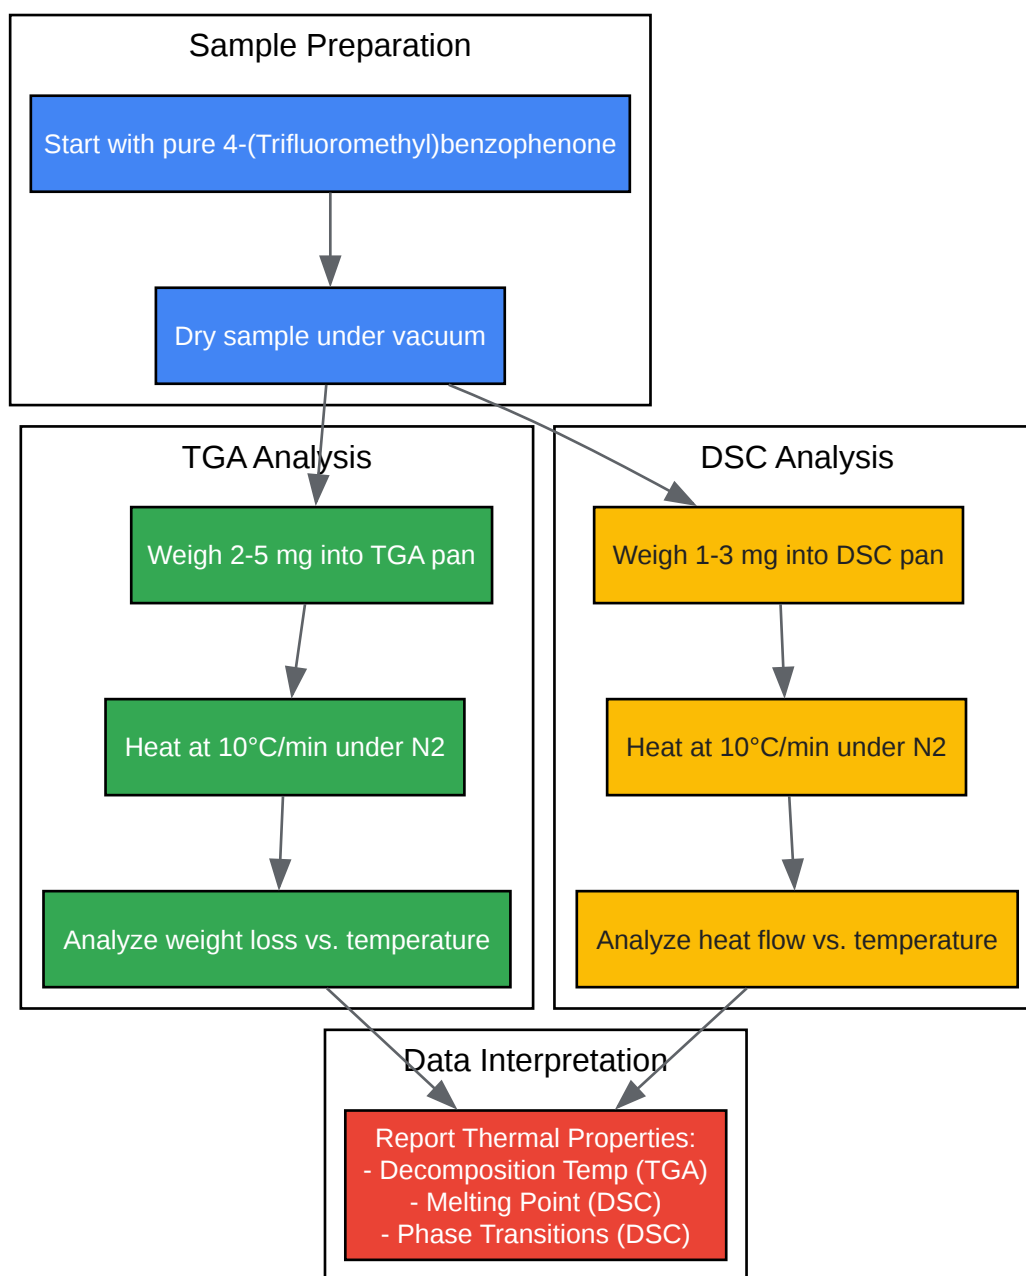 Sample Preparation
Start with pure 4-(Trifluoromethyl)benzophenone
Dry sample under vacuum
TGA Analysis
Weigh 2-5 mg into TGA pan
Heat at 10°C/min under N2
Analyze weight loss vs. temperature
DSC Analysis
Weigh 1-3 mg into DSC pan
Heat at 10°C/min under N2
Analyze heat flow vs. temperature
Data Interpretation
Report Thermal Properties:
- Decomposition Temp (TGA)
- Melting Point (DSC)
- Phase Transitions (DSC)